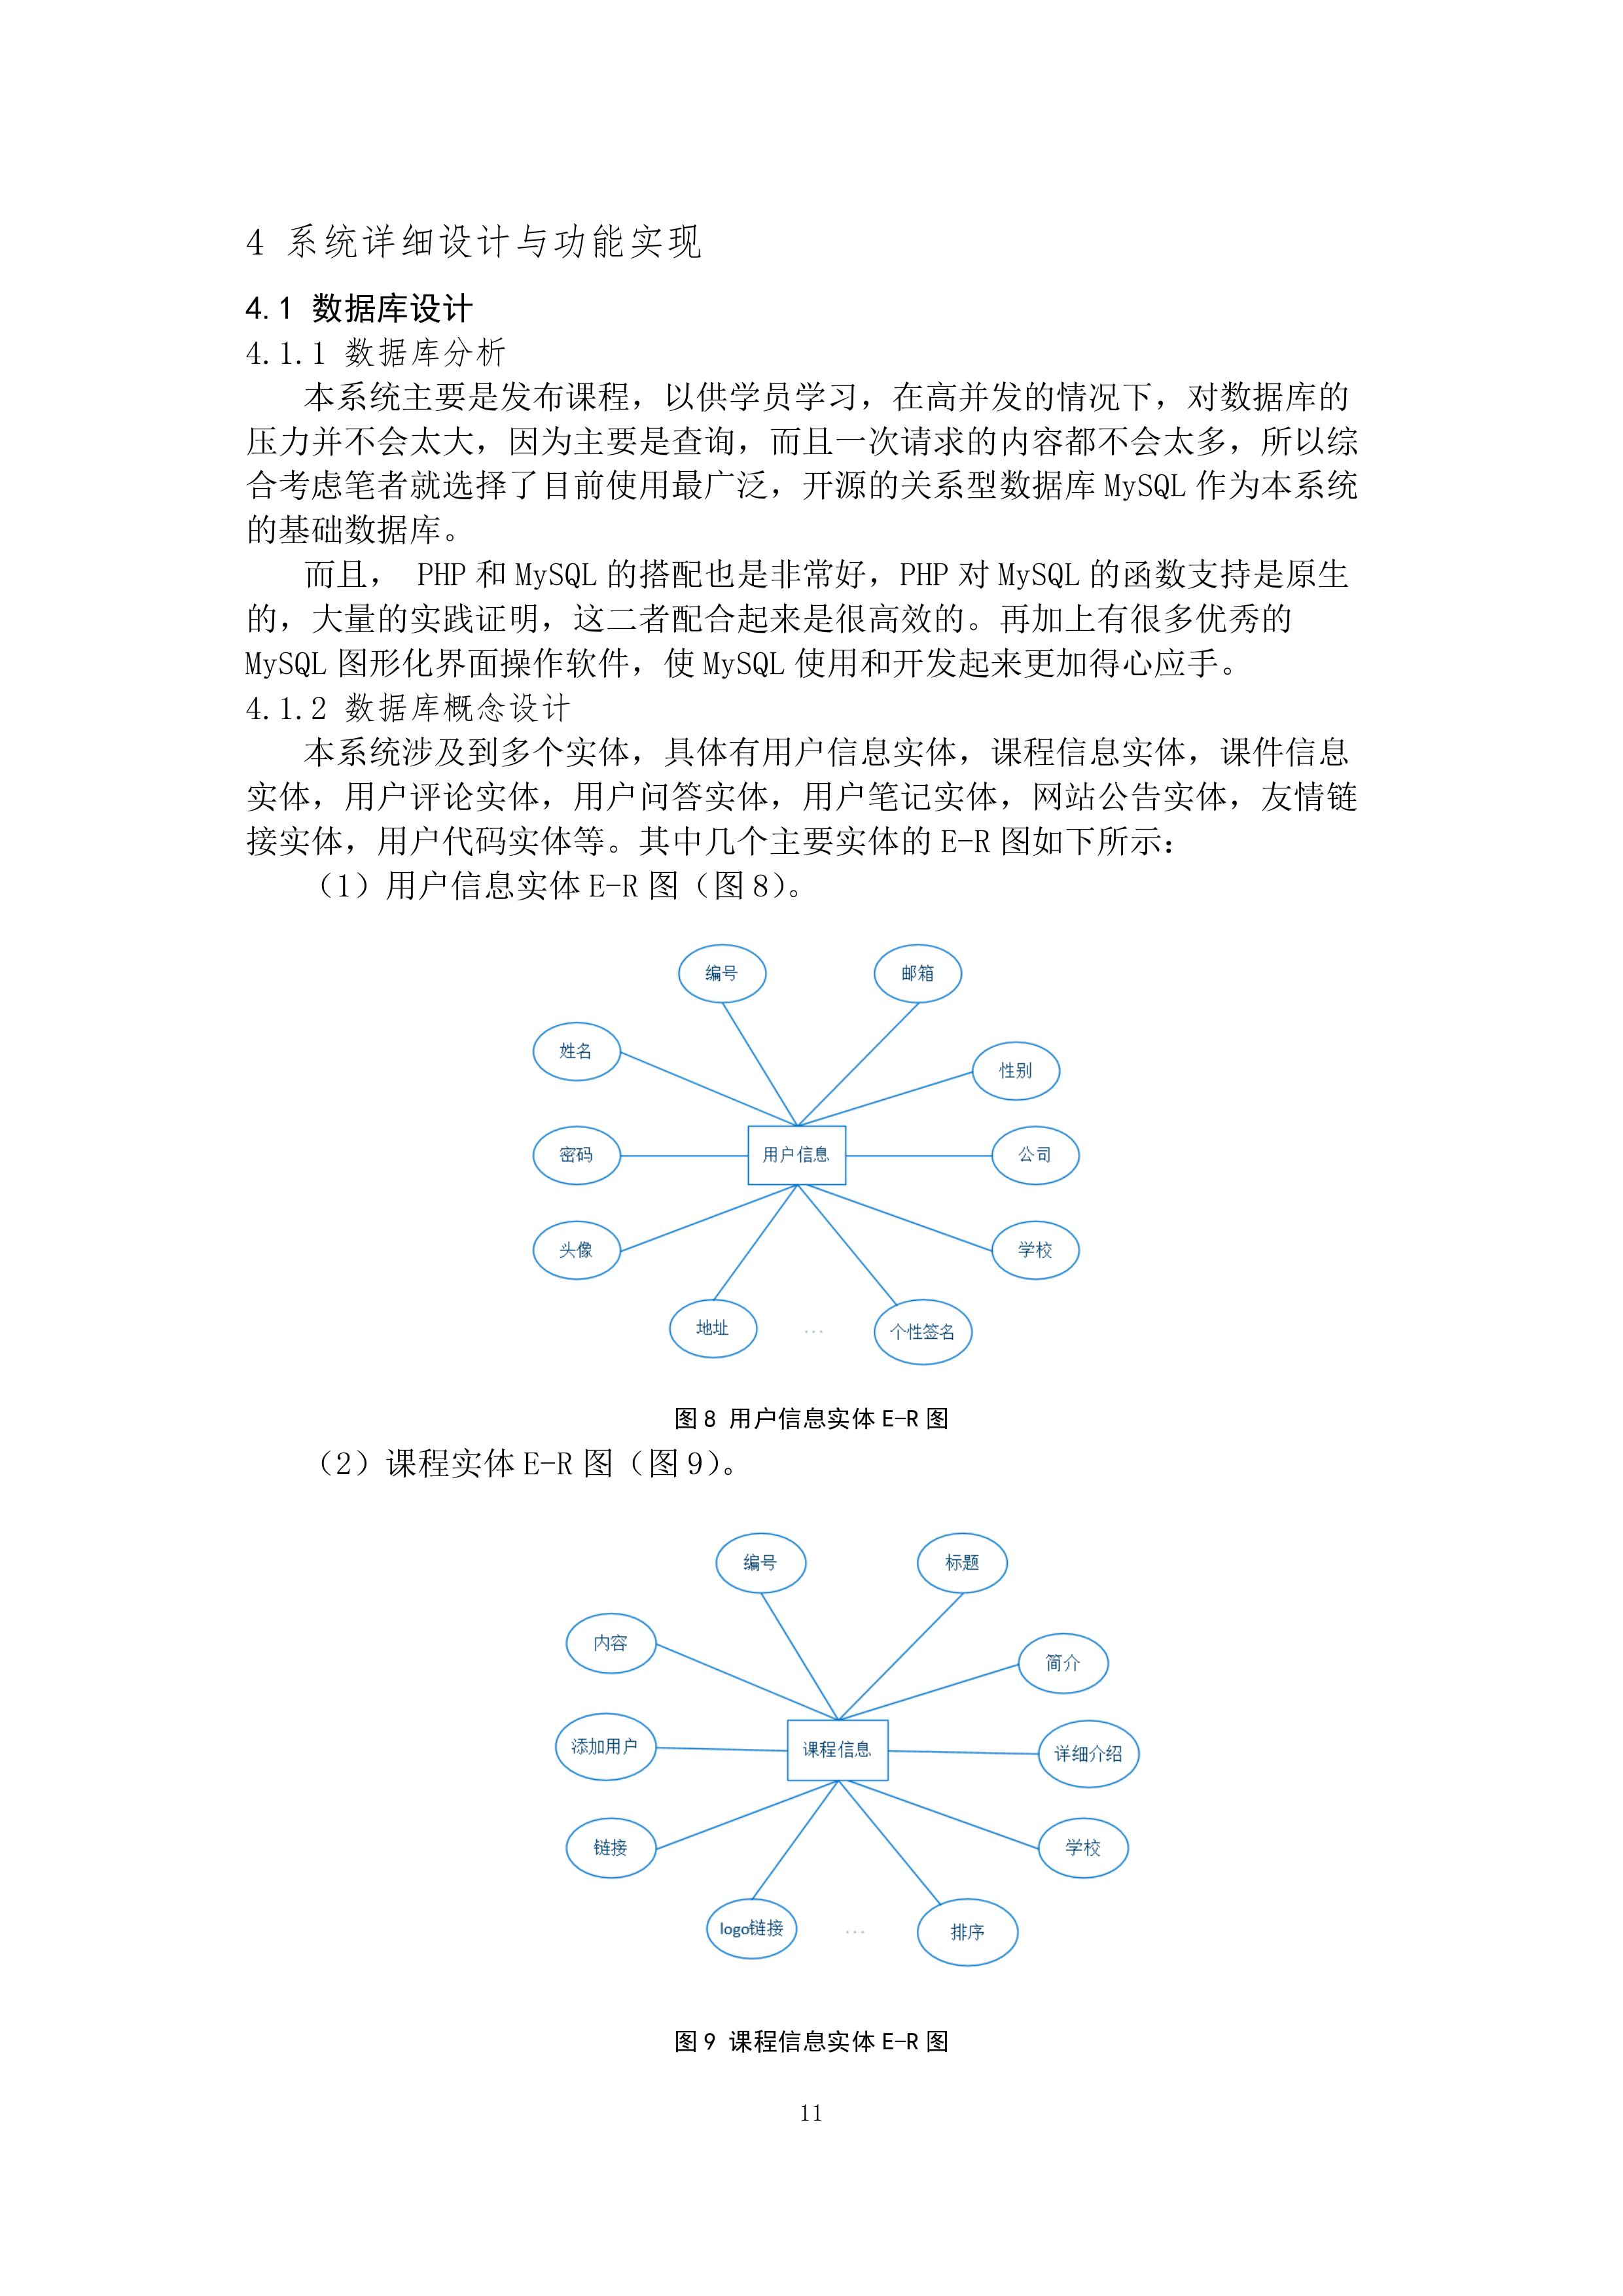 4 系统详细设计与功能实现
4.1 数据库设计
4.1.1 数据库分析
本系统主要是发布课程，以供学员学习，在高并发的情况下，对数据库的
压力并不会太大，因为主要是查询，而且一次请求的内容都不会太多，所以综
合考虑笔者就选择了目前使用最广泛，开源的关系型数据库 MySQL 作为本系统
的基础数据库。
而且， PHP 和 MySQL 的搭配也是非常好，PHP 对 MySQL 的函数支持是原生
的，大量的实践证明，这二者配合起来是很高效的。再加上有很多优秀的
MySQL 图形化界面操作软件，使 MySQL 使用和开发起来更加得心应手。
4.1.2 数据库概念设计
本系统涉及到多个实体，具体有用户信息实体，课程信息实体，课件信息
实体，用户评论实体，用户问答实体，用户笔记实体，网站公告实体，友情链
接实体，用户代码实体等。其中几个主要实体的 E-R 图如下所示：
（1）用户信息实体 E-R 图（图 8）。
编号
邮箱
姓名
性别
密码
用户信息
公司
头像
学校
地址
...
个性签名
图 8 用户信息实体 E-R 图
（2）课程实体 E-R 图（图 9）。
编号
标题
内容
简介
添加用户
课程信息
详细介绍
链接
学校
logo链接
...
排序
图 9 课程信息实体 E-R 图
11